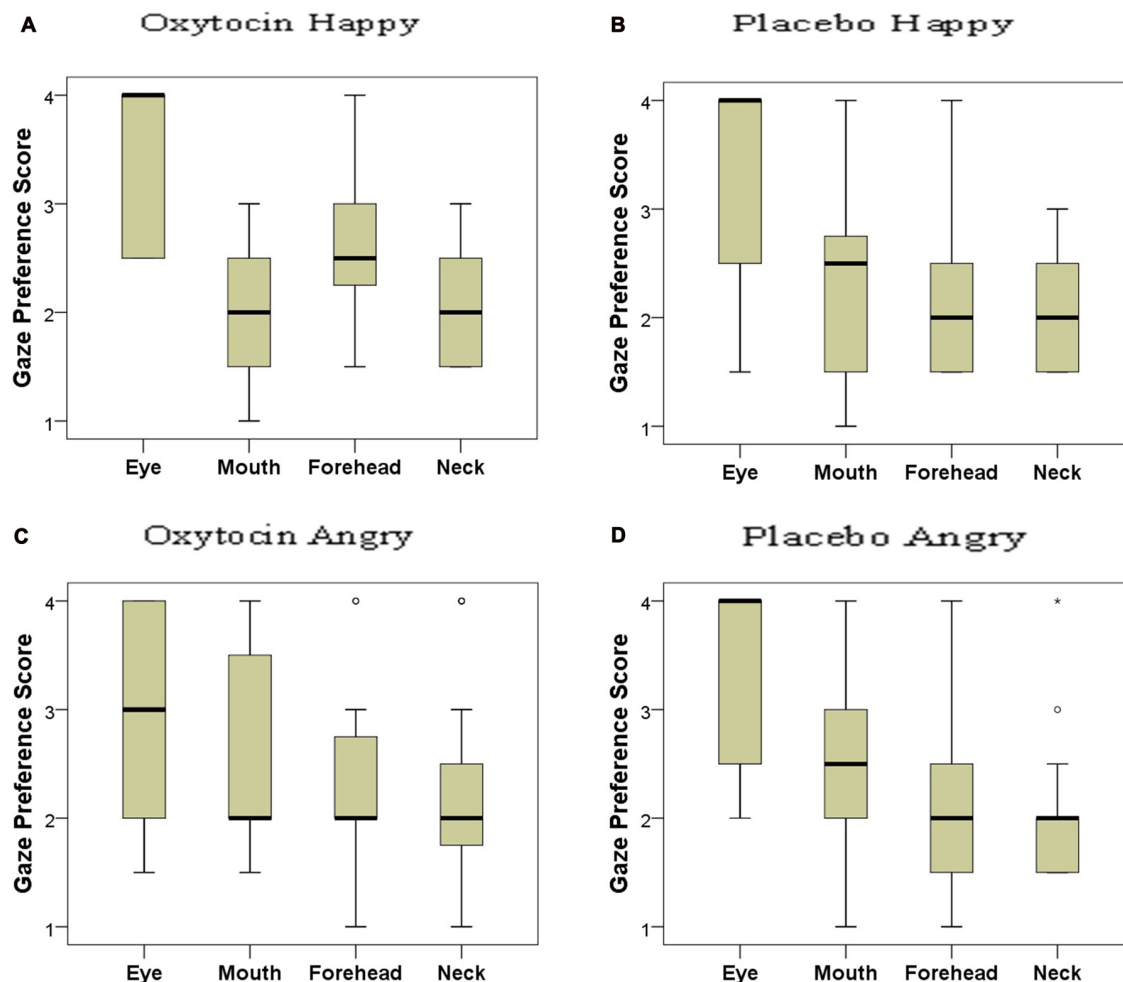 A Oxytocin Happy
Gaze Preference Score
4
3
2
1
Eye Mouth Forehead Neck
B Placebo Happy
Gaze Preference Score
4
3
2
1
Eye Mouth Forehead Neck
C Oxytocin Angry
Gaze Preference Score
4
3
2
1
Eye Mouth Forehead Neck
D Placebo Angry
Gaze Preference Score
4
3
2
1
Eye Mouth Forehead Neck